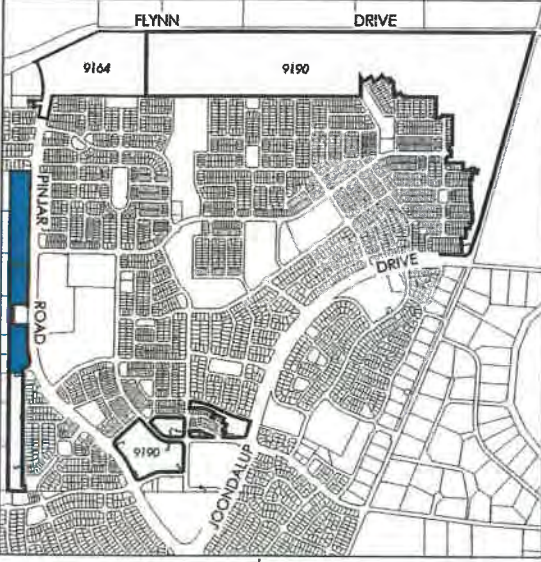 FLYNN DRIVE
9164
9190
PINJAR ROAD
DRIVE
9190
JOONDALUP